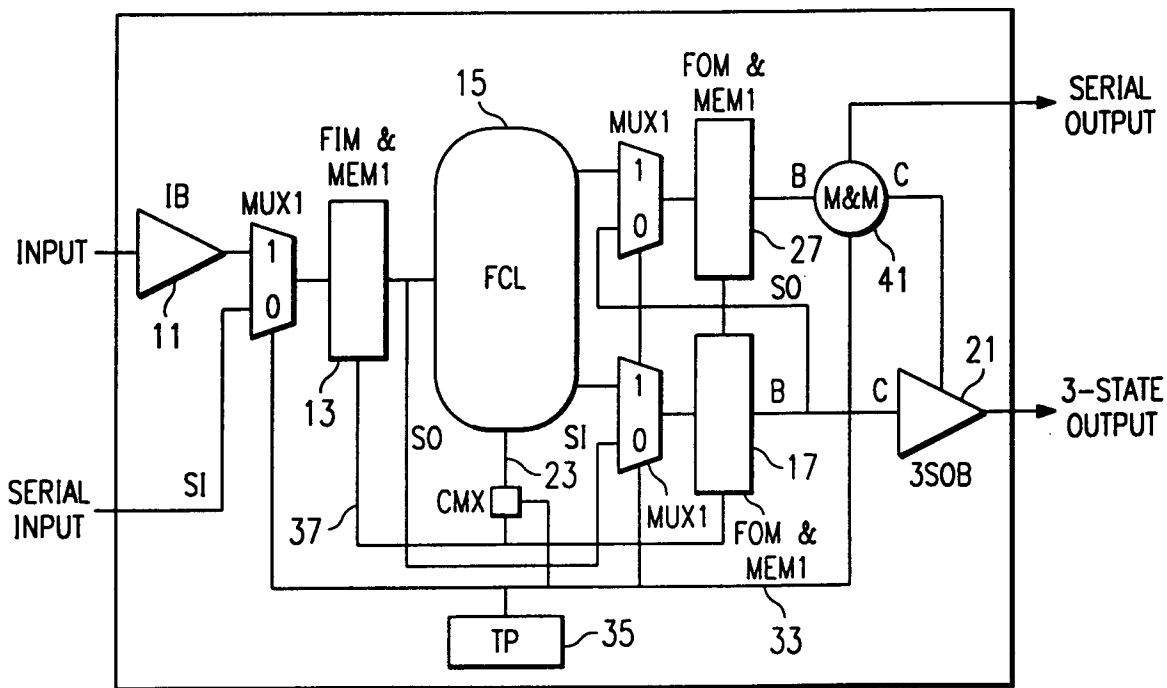 FOM &
MEM1
15
SERIAL
OUTPUT
MUX1
FIM &
MEM1
1
B
C
M&M
IB
MUX1
INPUT
1
0
27
41
FCL
SO
0
11
21
13
1
B
C
3-STATE
OUTPUT
SO
SI
0
23
17
3SOB
SERIAL
INPUT
SI
CMX
MUX1
37
FOM &
MEM1
TP
35
33